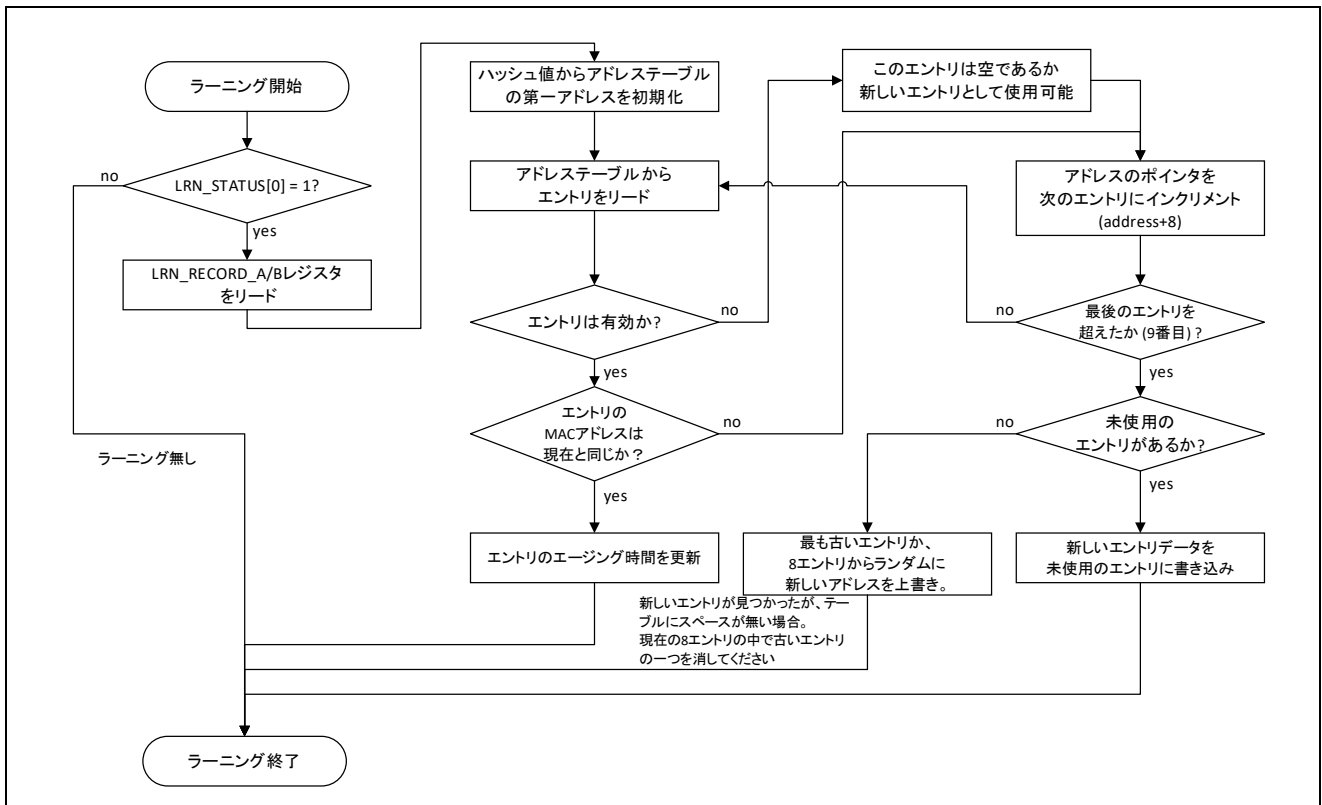 ラーニング開始
no
LRN_STATUS[0] = 1?
yes
LRN_RECORD_A/Bレジスタ
をリード
ラーニング無し
ハッシュ値からアドレステーブル
の第一アドレスを初期化
アドレステーブルから
エントリをリード
エントリは有効か?
no
yes
エントリの
MACアドレスは
現在と同じか？
no
yes
エントリのエージング時間を更新
このエントリは空であるか
新しいエントリとして使用可能
アドレスのポインタを
次のエントリにインクリメント
(address+8)
no
最後のエントリを
超えたか (9番目) ?
yes
no
未使用の
エントリがあるか?
yes
最も古いエントリか、
8エントリからランダムに
新しいアドレスを上書き。
新しいエントリデータを
未使用のエントリに書き込み
新しいエントリが見つかったが、テー
ブルにスペースが無い場合。
現在の8エントリの中で古いエントリ
の一つを消してください
ラーニング終了